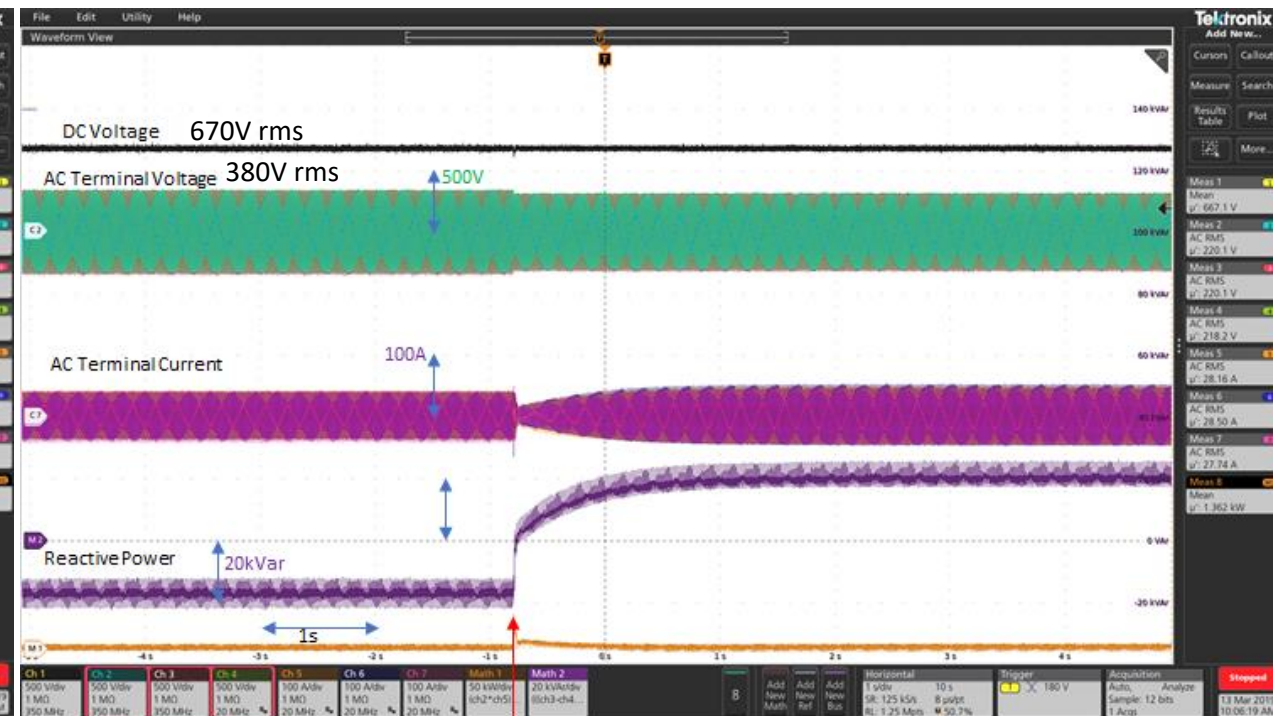 File Edit Utility Help
Tektronix
Add New...
Waveform View
Cursors Callout
Measure Search
Results Table Plot
More...
T
140 kVAr
DC Voltage 670V rms
120 kVAr
AC Terminal Voltage 380V rms
500V
C2
100 kVAr
80 kVAr
60 kVAr
100A
AC Terminal Current
C7
M2
0 VAr
Reactive Power
20kVar
-20 kVAr
1s
M1
-4 s -3 s -2 s -1 s 0 s 1 s 2 s 3 s 4 s
Meas 1
Mean
µ': 667.1 V
Meas 2
AC RMS
µ': 220.1 V
Meas 3
AC RMS
µ': 220.1 V
Meas 4
AC RMS
µ': 218.2 V
Meas 5
AC RMS
µ': 28.16 A
Meas 6
AC RMS
µ': 28.50 A
Meas 7
AC RMS
µ': 27.74 A
Meas 8
Mean
µ': 1.362 kW
Ch 1
500 V/div
1 MΩ
350 MHz
Ch 2
500 V/div
1 MΩ
350 MHz
Ch 3
500 V/div
1 MΩ
350 MHz
Ch 4
500 V/div
1 MΩ
20 MHz
Ch 5
100 A/div
1 MΩ
20 MHz
Ch 6
100 A/div
1 MΩ
20 MHz
Ch 7
100 A/div
1 MΩ
20 MHz
Math 1
50 kW/div
Math 2
20 kVAr/div
8
Add New Math
Add New Ref
Add New Bus
Horizontal
1 s/div 10 s
SR: 125 kS/s 8 µs/pt
RL: 1.25 Mpts 50.7%
Trigger
1 180 V
Acquisition
Auto, Analyze
Sample: 12 bits
1 Acqs
Stopped
13 Mar 2019
10:06:19 AM